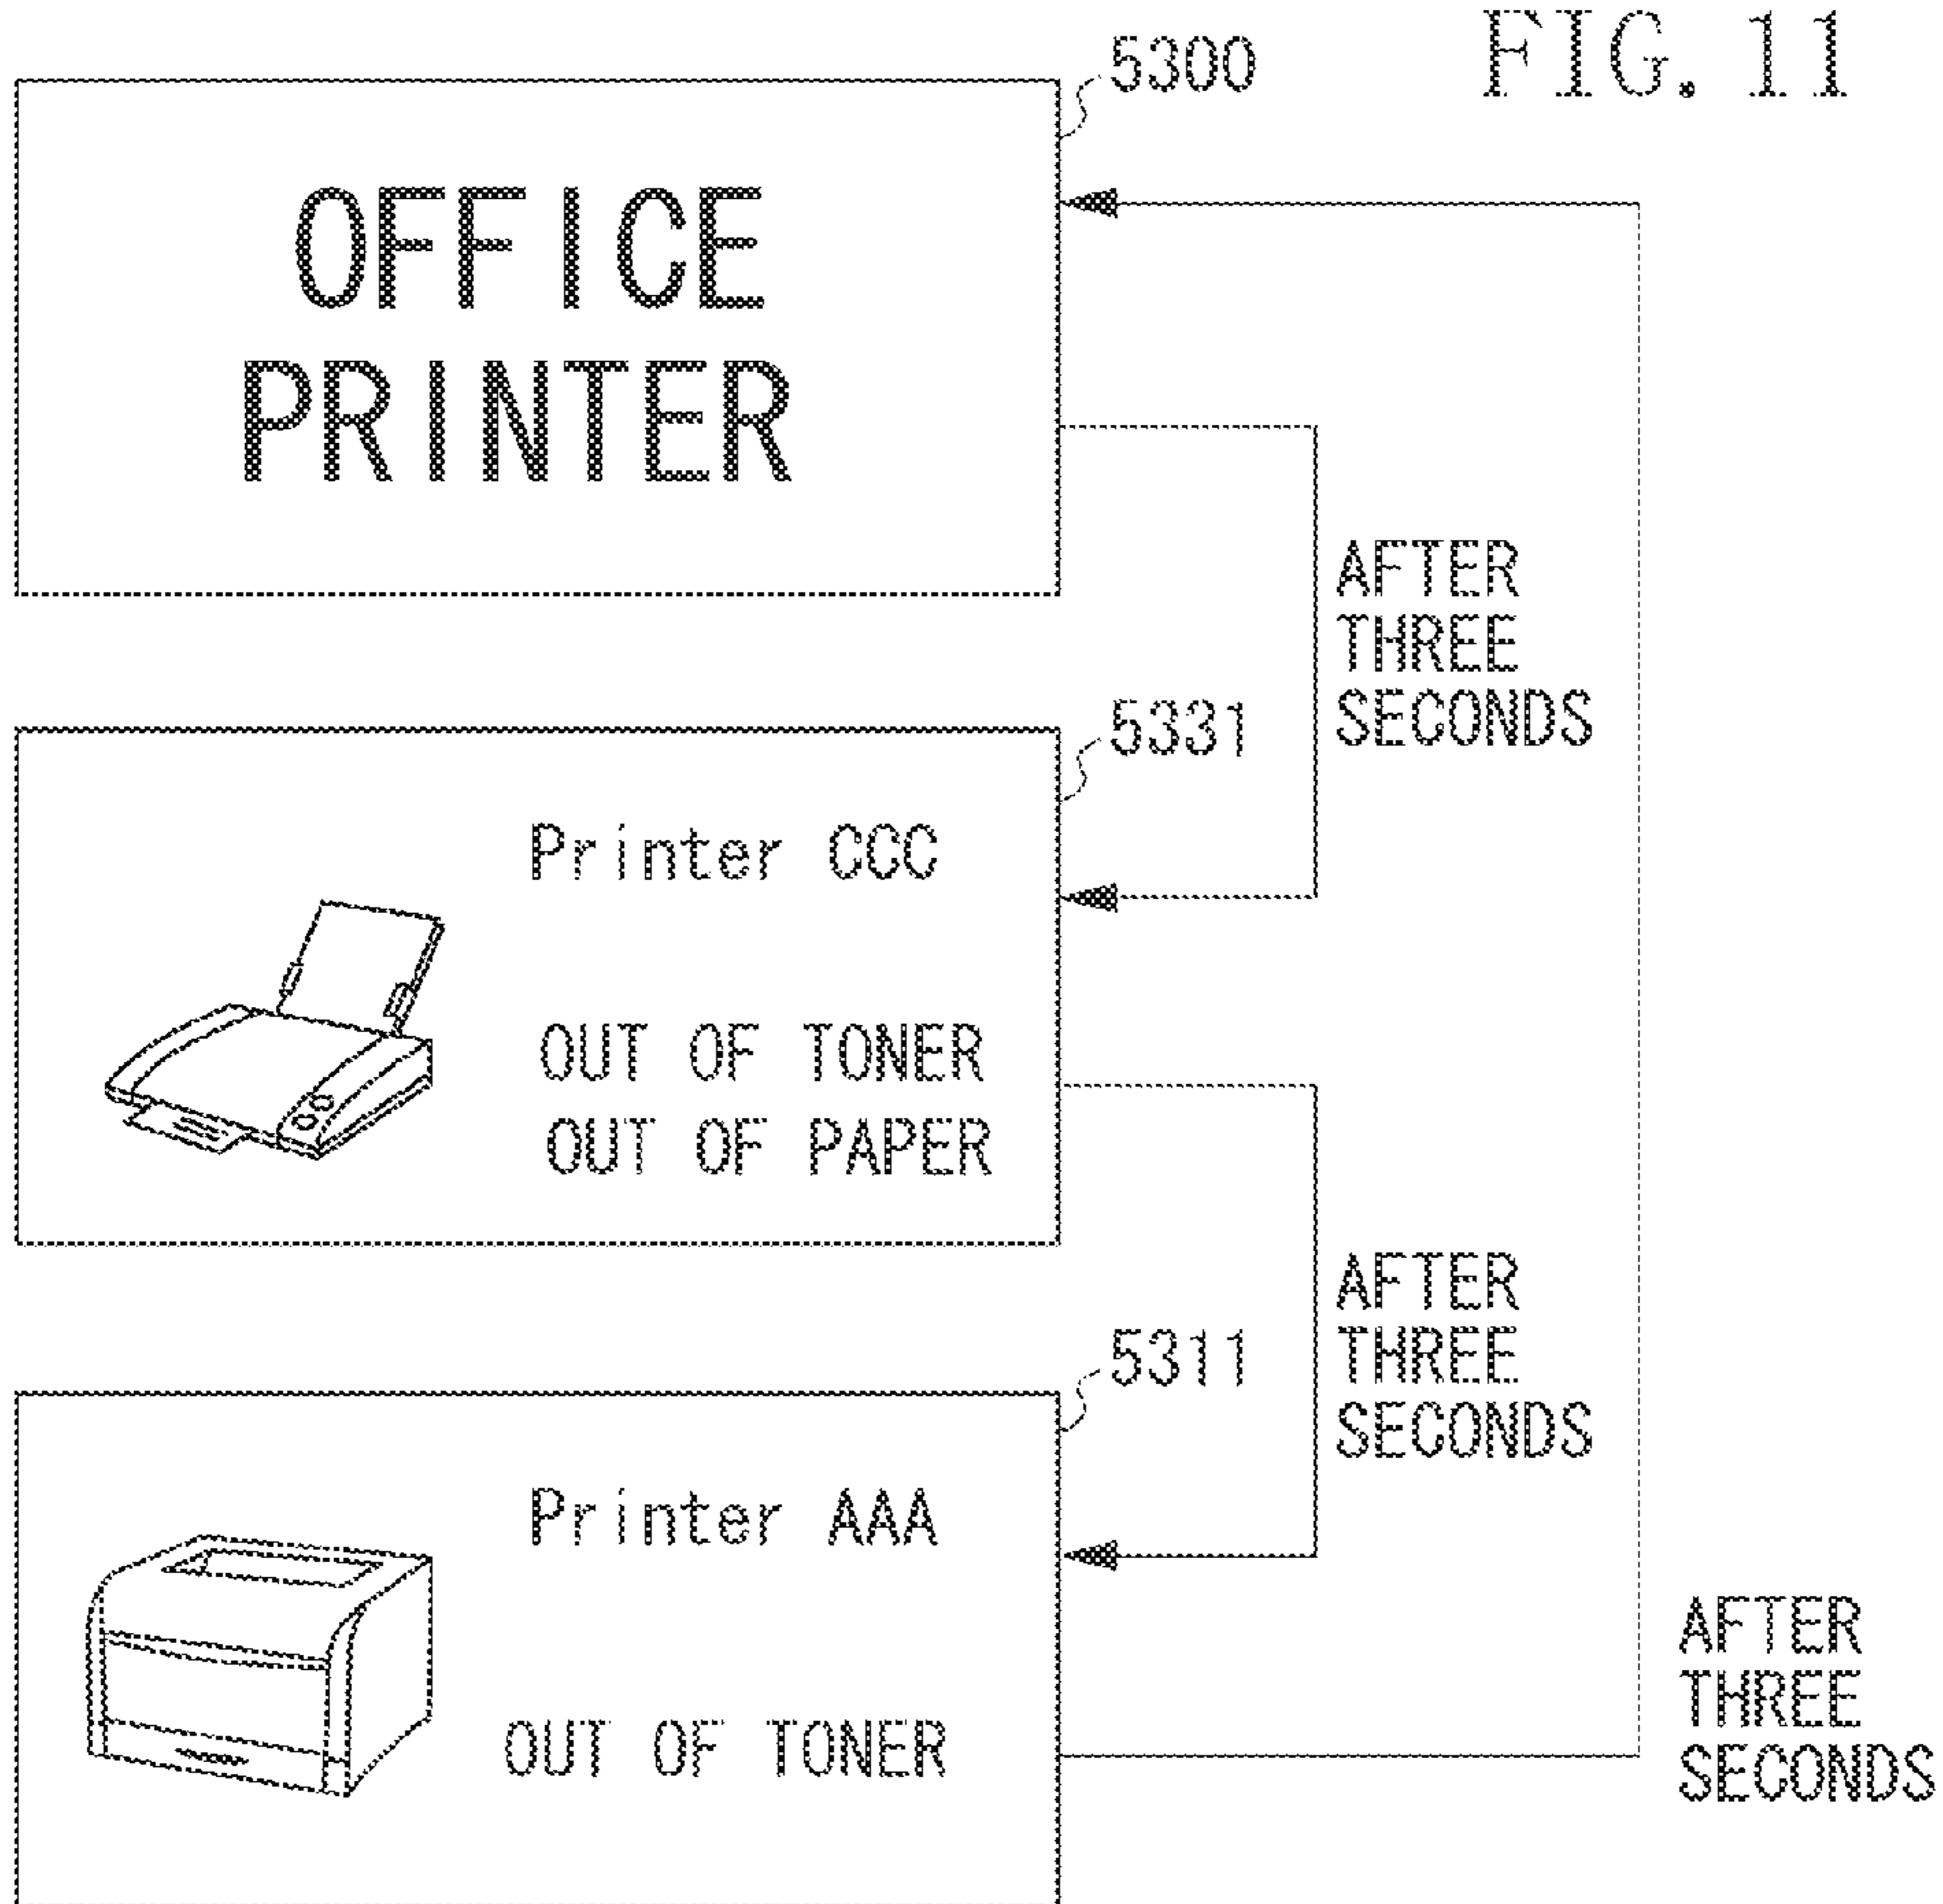 FIG. 11
5300
OFFICE
PRINTER
AFTER
THREE
SECONDS
5331
Printer CCC
OUT OF TONER
OUT OF PAPER
AFTER
THREE
SECONDS
5311
Printer AAA
OUT OF TONER
AFTER
THREE
SECONDS